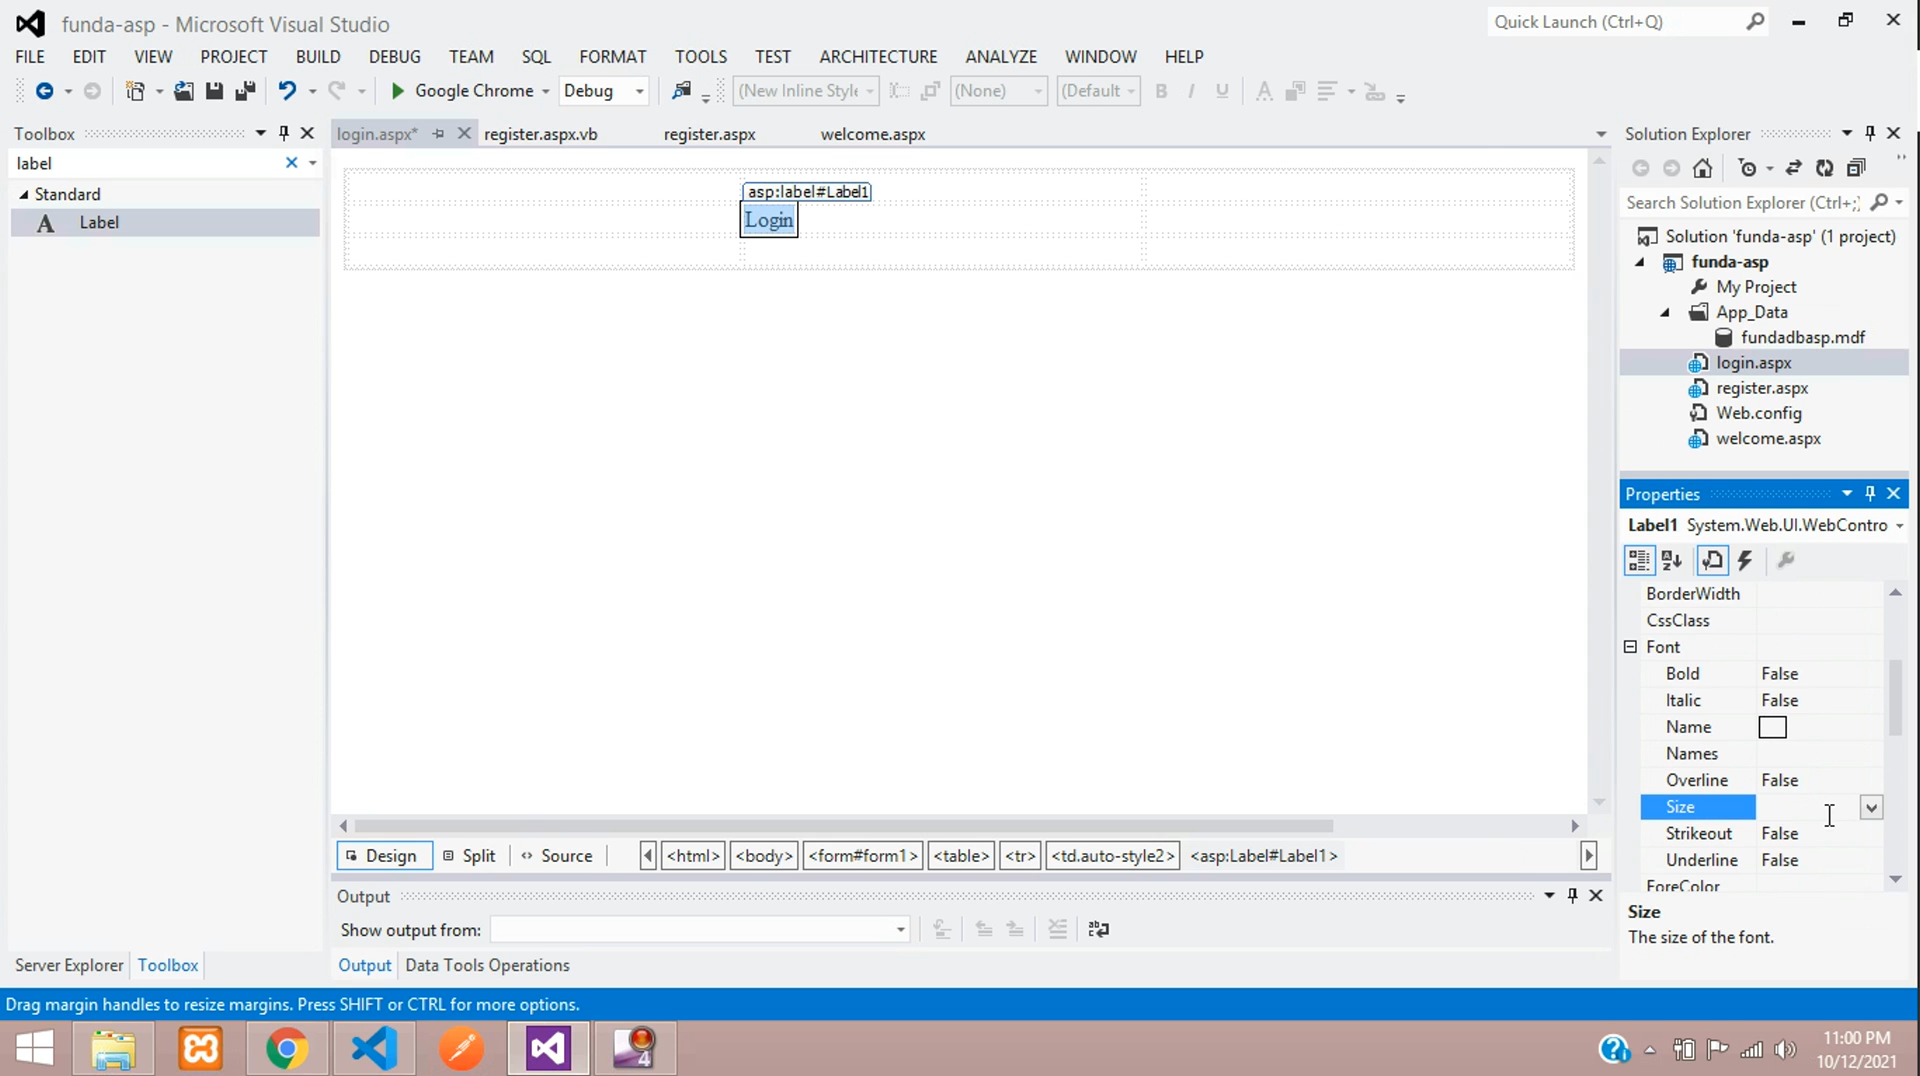 funda-asp - Microsoft Visual Studio
Quick Launch (Ctrl+Q)
FILE EDIT VIEW PROJECT BUILD DEBUG TEAM SQL FORMAT TOOLS TEST ARCHITECTURE ANALYZE WINDOW HELP
Google Chrome Debug (New Inline Style (None) (Default B I U A
Toolbox
login.aspx* register.aspx.vb register.aspx welcome.aspx
Solution Explorer
label
Standard
A Label
asp:label#Label1
Login
Search Solution Explorer (Ctrl+;)
Solution 'funda-asp' (1 project)
funda-asp
My Project
App_Data
fundadbasp.mdf
login.aspx
register.aspx
Web.config
welcome.aspx
Properties
Label1 System.Web.UI.WebContro
BorderWidth
CssClass
Font
Bold False
Italic False
Name
Names
Overline False
Size
Strikeout False
Underline False
ForeColor
Size
The size of the font.
Design Split Source <html> <body> <form#form1> <table> <tr> <td.auto-style2> <asp:Label#Label1>
Output
Show output from:
Server Explorer Toolbox
Output Data Tools Operations
Drag margin handles to resize margins. Press SHIFT or CTRL for more options.
4
11:00 PM
10/12/2021